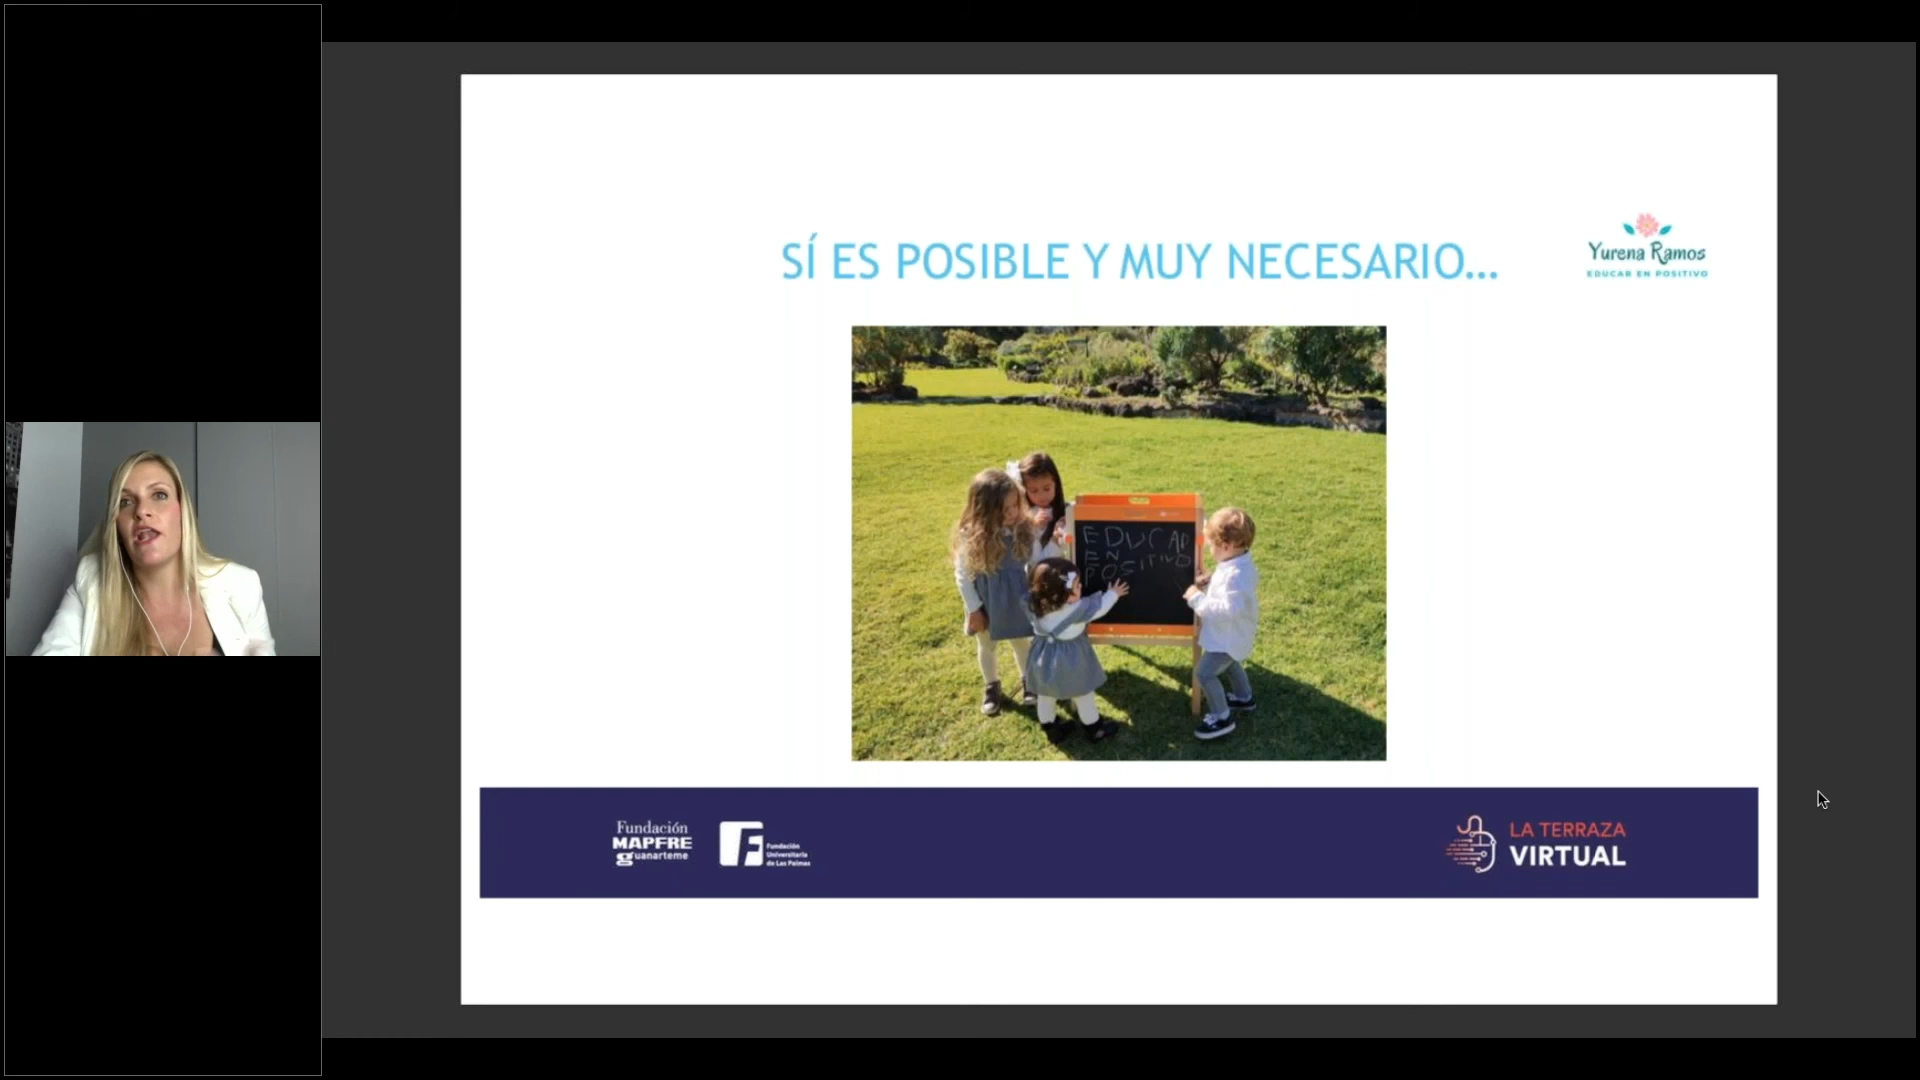 SÍ ES POSIBLE Y MUY NECESARIO...
Yurena Ramos
EDUCAR EN POSITIVO
EDUCAR
EN
POSITIVO
Fundación
MAPFRE
guanarteme
Fundación
Universitaria
de Las Palmas
LA TERRAZA
VIRTUAL